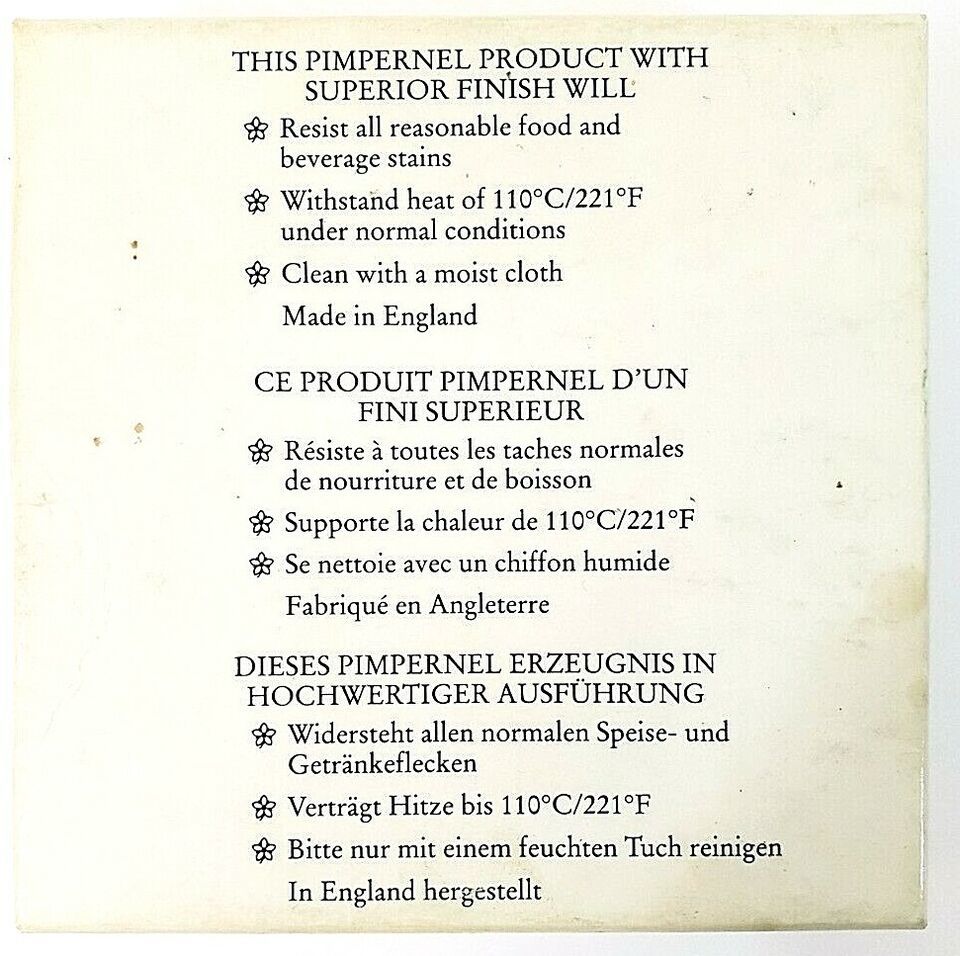 THIS PIMPERNEL PRODUCT WITH
SUPERIOR FINISH WILL
Resist all reasonable food and
beverage stains
Withstand heat of 110°C/221°F
under normal conditions
Clean with a moist cloth
Made in England
CE PRODUIT PIMPERNEL D'UN
FINI SUPERIEUR
Résiste à toutes les taches normales
de nourriture et de boisson
Supporte la chaleur de 110°C/221°F
Se nettoie avec un chiffon humide
Fabriqué en Angleterre
DIESES PIMPERNEL ERZEUGNIS IN
HOCHWERTIGER AUSFÜHRUNG
Widersteht allen normalen Speise- und
Getränkeflecken
Verträgt Hitze bis 110°C/221°F
Bitte nur mit einem feuchten Tuch reinigen
In England hergestellt